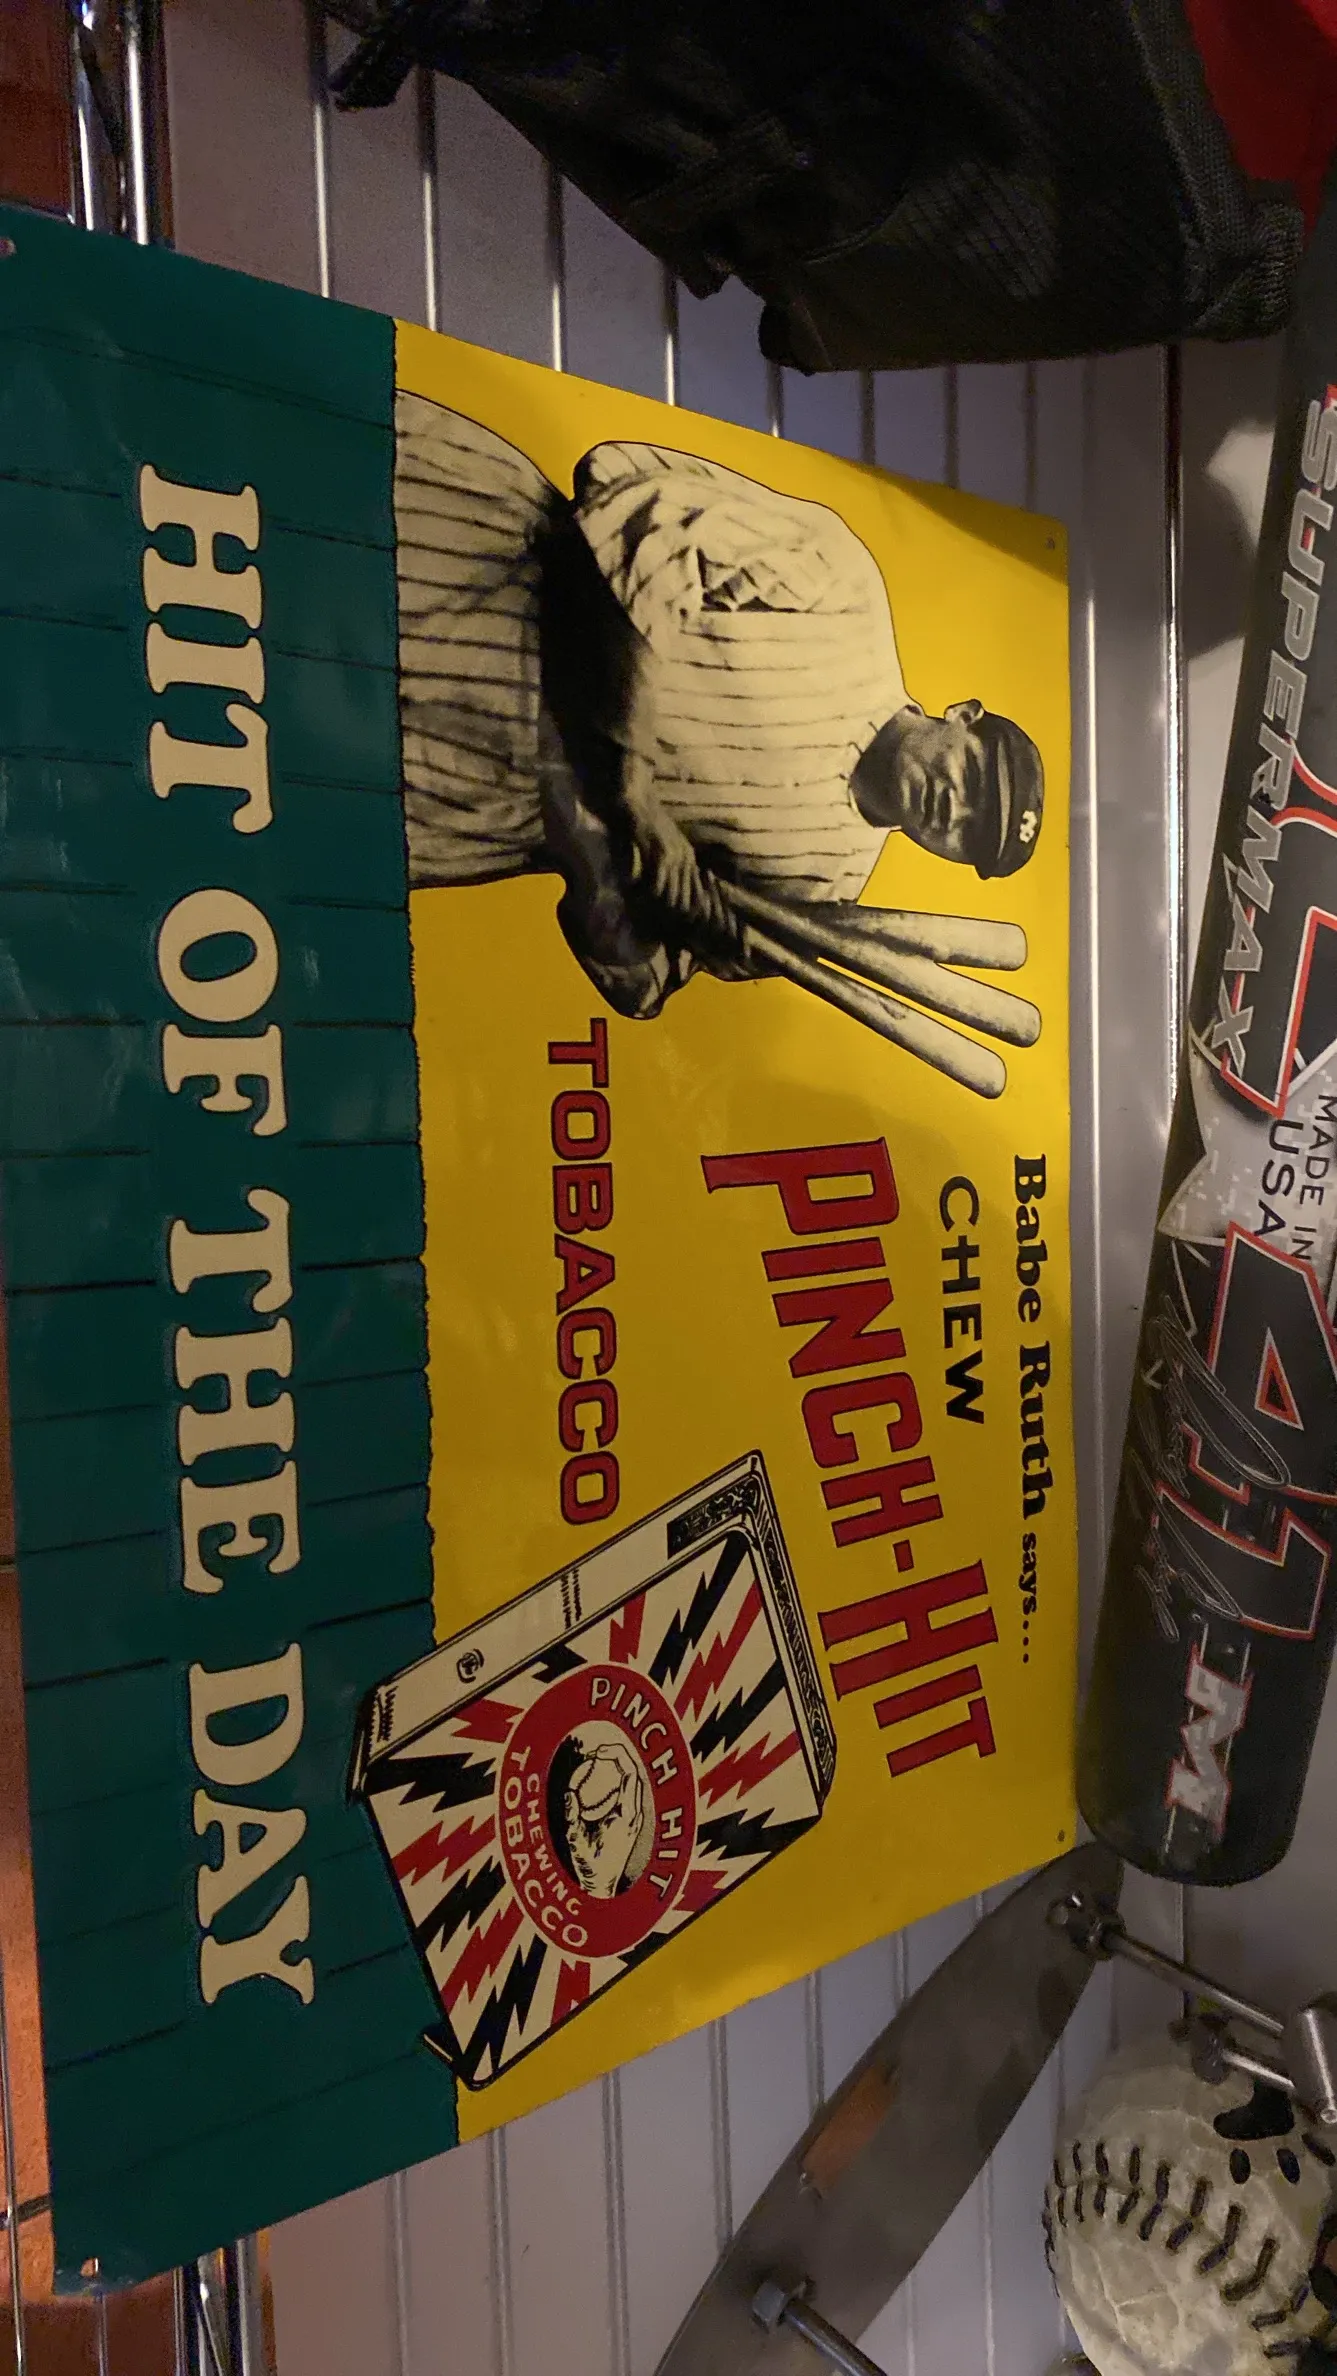 Babe Ruth says...
CHEW
PINCH-HIT
TOBACCO
PINCH HIT
CHEWING
TOBACCO
HIT OF THE DAY
SUPERMAX
MADE IN
USA
41
M